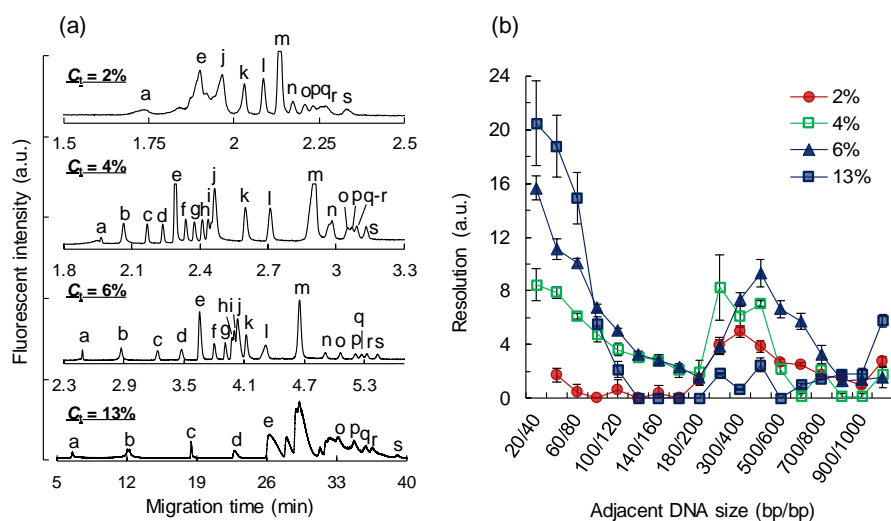 (a)
Fluorescent intensity (a.u.)
C_t = 2%
a e j k l m n o p q r s
1.5 1.75 2 2.25 2.5
C_t = 4%
a b c d e f g h i j k l m n o p q-r s
1.8 2.1 2.4 2.7 3 3.3
C_t = 6%
a b c d e f g h i j k l m n o p q r s
2.3 2.9 3.5 4.1 4.7 5.3
C_t = 13%
a b c d e o p q r s
5 12 19 26 33 40
Migration time (min)
(b)
Resolution (a.u.)
24
20
16
12
8
4
0
2%
4%
6%
13%
20/40 60/80 100/120 140/160 180/200 300/400 500/600 700/800 900/1000
Adjacent DNA size (bp/bp)